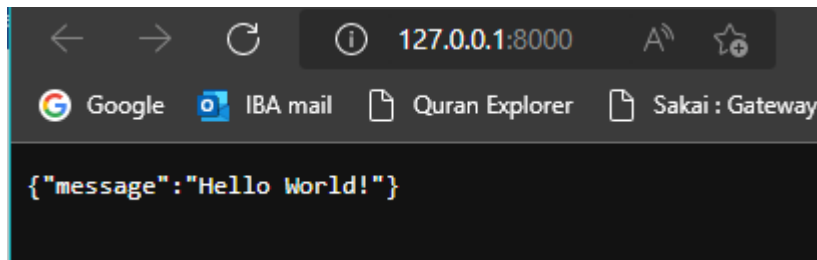 127.0.0.1:8000
Google IBA mail Quran Explorer Sakai : Gateway
{"message":"Hello World!"}